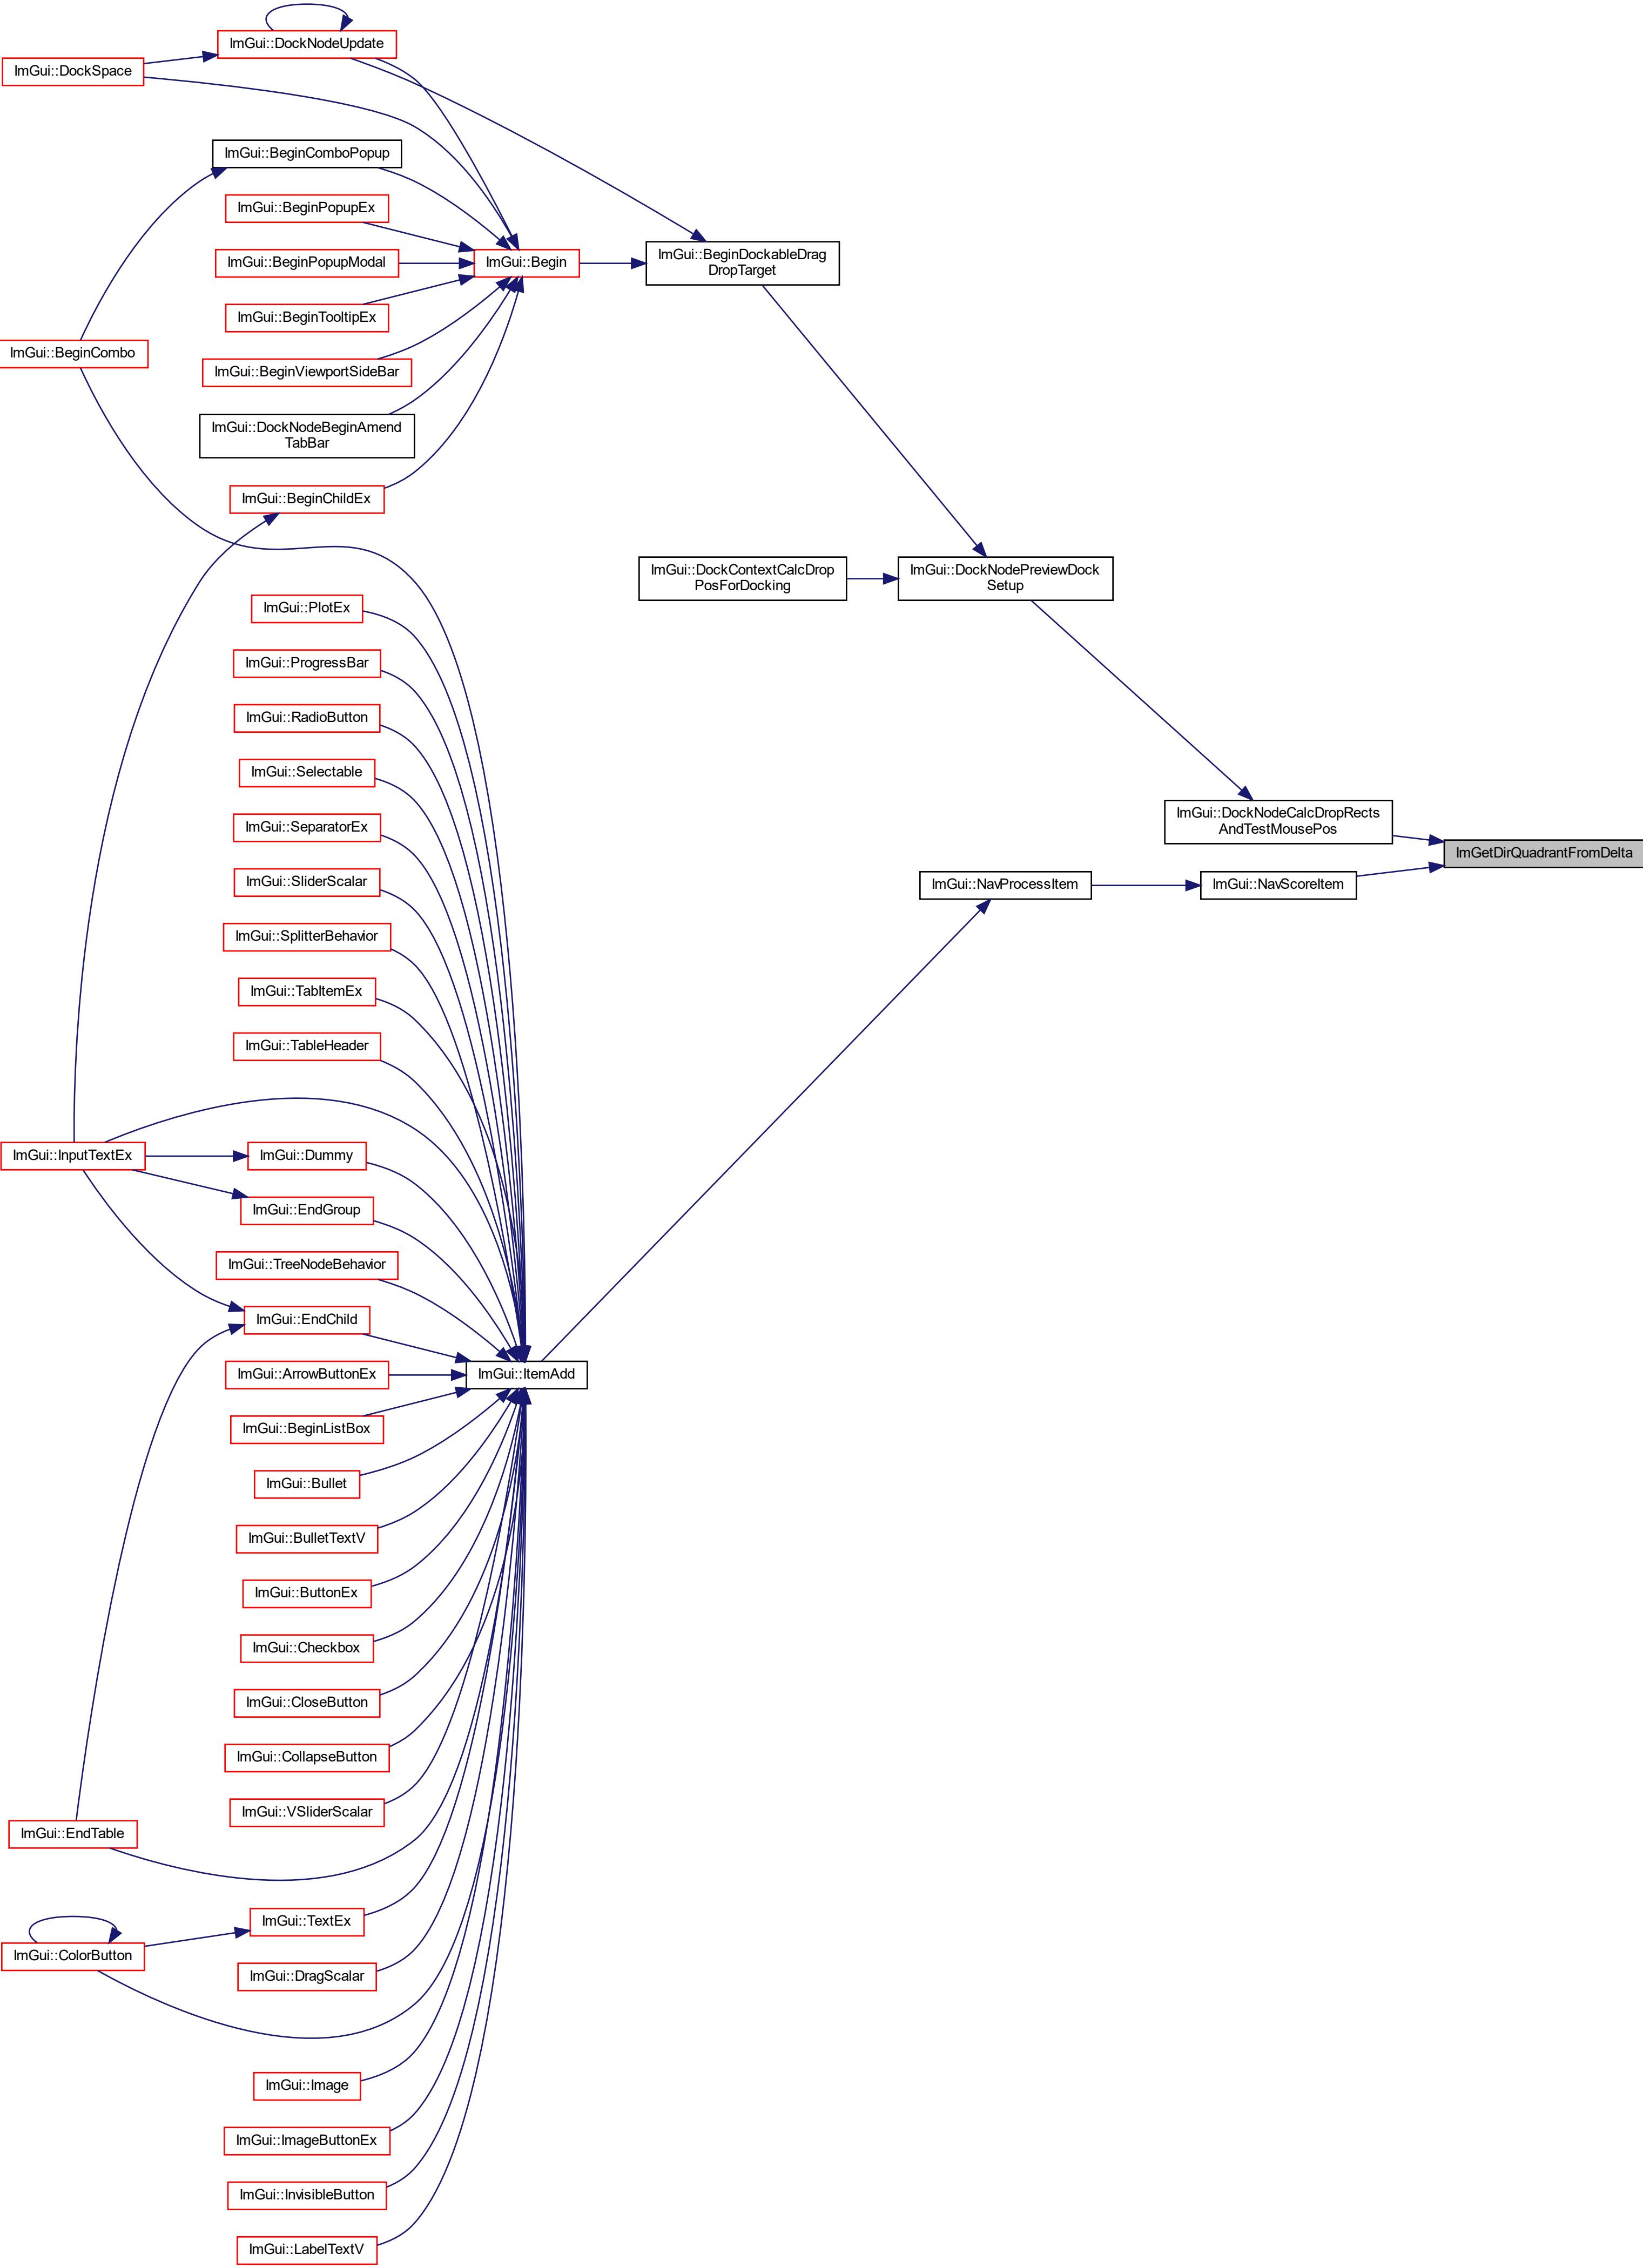 ImGui::DockNodeUpdate
ImGui::DockSpace
ImGui::BeginComboPopup
ImGui::BeginPopupEx
ImGui::BeginDockableDrag
DropTarget
ImGui::BeginPopupModal
ImGui::Begin
ImGui::BeginTooltipEx
ImGui::BeginCombo
ImGui::BeginViewportSideBar
ImGui::DockNodeBeginAmend
TabBar
ImGui::BeginChildEx
ImGui::DockContextCalcDrop
PosForDocking
ImGui::DockNodePreviewDock
Setup
ImGui::PlotEx
ImGui::ProgressBar
ImGui::RadioButton
ImGui::Selectable
ImGui::DockNodeCalcDropRects
AndTestMousePos
ImGui::SeparatorEx
ImGetDirQuadrantFromDelta
ImGui::SliderScalar
ImGui::NavProcessItem
ImGui::NavScoreItem
ImGui::SplitterBehavior
ImGui::TabItemEx
ImGui::TableHeader
ImGui::InputTextEx
ImGui::Dummy
ImGui::EndGroup
ImGui::TreeNodeBehavior
ImGui::EndChild
ImGui::ArrowButtonEx
ImGui::ItemAdd
ImGui::BeginListBox
ImGui::Bullet
ImGui::BulletTextV
ImGui::ButtonEx
ImGui::Checkbox
ImGui::CloseButton
ImGui::CollapseButton
ImGui::VSliderScalar
ImGui::EndTable
ImGui::TextEx
ImGui::ColorButton
ImGui::DragScalar
ImGui::Image
ImGui::ImageButtonEx
ImGui::InvisibleButton
ImGui::LabelTextV